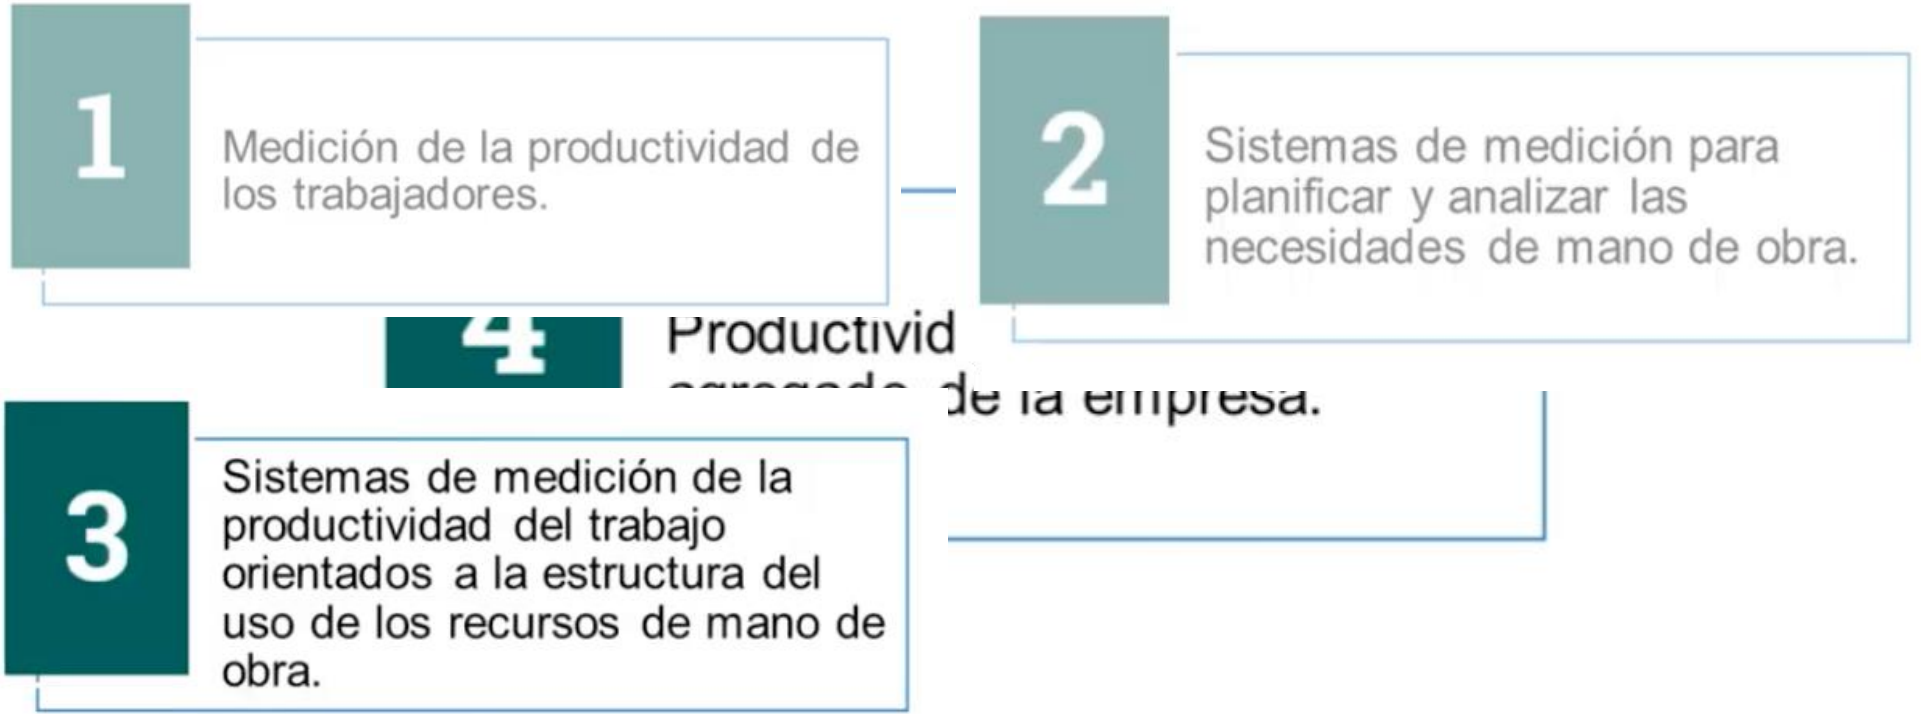 1
Medición de la productividad de
los trabajadores.
2
Sistemas de medición para
planificar y analizar las
necesidades de mano de obra.
4
Productivid
agregado de la empresa.
3
Sistemas de medición de la
productividad del trabajo
orientados a la estructura del
uso de los recursos de mano de
obra.